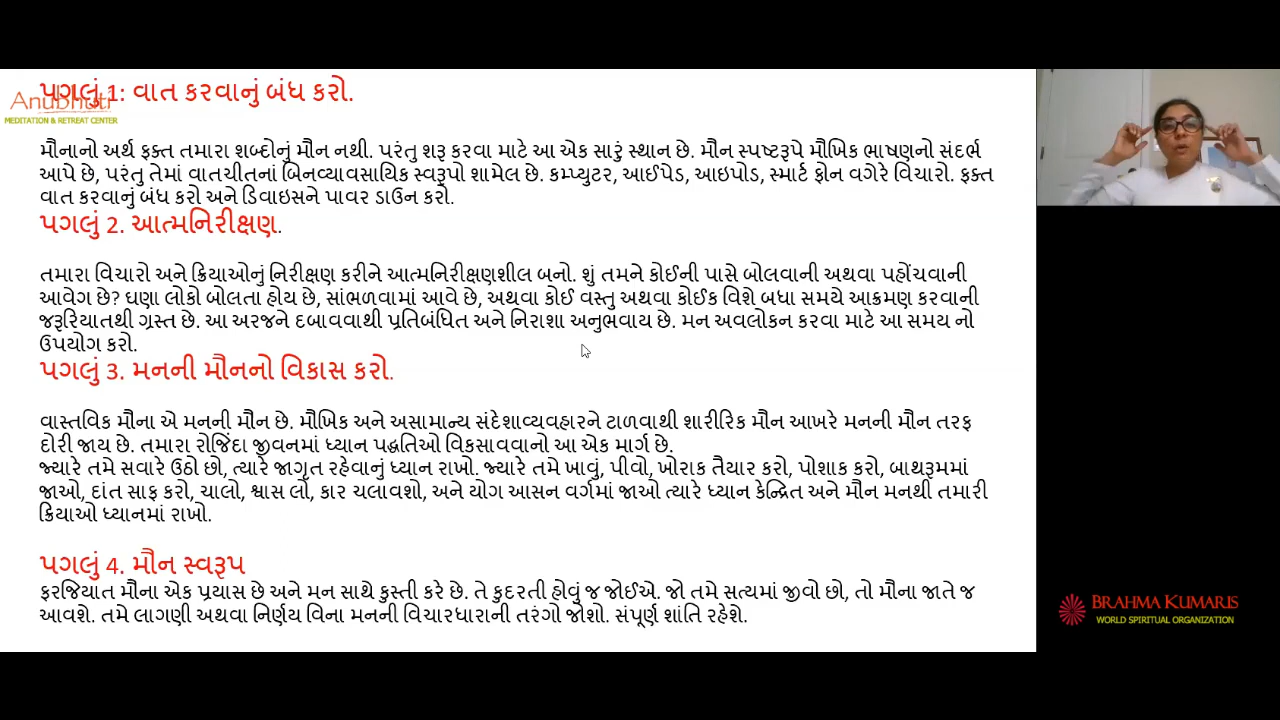 પગલું 1: વાત કરવાનું બંધ કરો.
Anubhuti
MEDITATION & RETREAT CENTER
મૌનાનો અર્થ ફક્ત તમારા શબ્દોનું મૌન નથી. પરંતુ શરૂ કરવા માટે આ એક સારું સ્થાન છે. મૌન સ્પષ્ટરૂપે મૌખિક ભાષણનો સંદર્ભ
આપે છે, પરંતુ તેમાં વાતચીતનાં બિનવ્યાવસાયિક સ્વરૂપો શામેલ છે. કમ્પ્યુટર, આઈપેડ, આઇપોડ, સ્માર્ટ ફોન વગેરે વિચારો. ફક્ત
વાત કરવાનું બંધ કરો અને ડિવાઇસને પાવર ડાઉન કરો.
પગલું 2. આત્મનિરીક્ષણ.
તમારા વિચારો અને ક્રિયાઓનું નિરીક્ષણ કરીને આત્મનિરીક્ષણશીલ બનો. શું તમને કોઈની પાસે બોલવાની અથવા પહોંચવાની
આવેગ છે? ઘણા લોકો બોલતા હોય છે, સાંભળવામાં આવે છે, અથવા કોઈ વસ્તુ અથવા કોઈક વિશે બધા સમયે આક્રમણ કરવાની
જરૂરિયાતથી ગ્રસ્ત છે. આ અરજને દબાવવાથી પ્રતિબંધિત અને નિરાશા અનુભવાય છે. મન અવલોકન કરવા માટે આ સમય નો
ઉપયોગ કરો.
પગલું 3. મનની મૌનનો વિકાસ કરો.
વાસ્તવિક મૌના એ મનની મૌન છે. મૌખિક અને અસામાન્ય સંદેશાવ્યવહારને ટાળવાથી શારીરિક મૌન આખરે મનની મૌન તરફ
દોરી જાય છે. તમારા રોજિંદા જીવનમાં ધ્યાન પદ્ધતિઓ વિકસાવવાનો આ એક માર્ગ છે.
જ્યારે તમે સવારે ઉઠો છો, ત્યારે જાગૃત રહેવાનું ધ્યાન રાખો. જ્યારે તમે ખાવું, પીવો, ખોરાક તૈયાર કરો, પોશાક કરો, બાથરૂમમાં
જાઓ, દાંત સાફ કરો, ચાલો, શ્વાસ લો, કાર ચલાવશો, અને યોગ આસન વર્ગમાં જાઓ ત્યારે ધ્યાન કેન્દ્રિત અને મૌન મનથી તમારી
ક્રિયાઓ ધ્યાનમાં રાખો.
પગલું 4. મૌન સ્વરૂપ
ફરજિયાત મૌના એક પ્રયાસ છે અને મન સાથે કુસ્તી કરે છે. તે કુદરતી હોવું જ જોઈએ. જો તમે સત્યમાં જીવો છો, તો મૌના જાતે જ
આવશે. તમે લાગણી અથવા નિર્ણય વિના મનની વિચારધારાની તરંગો જોશો. સંપૂર્ણ શાંતિ રહેશે.
BRAHMA KUMARIS
WORLD SPIRITUAL ORGANIZATION